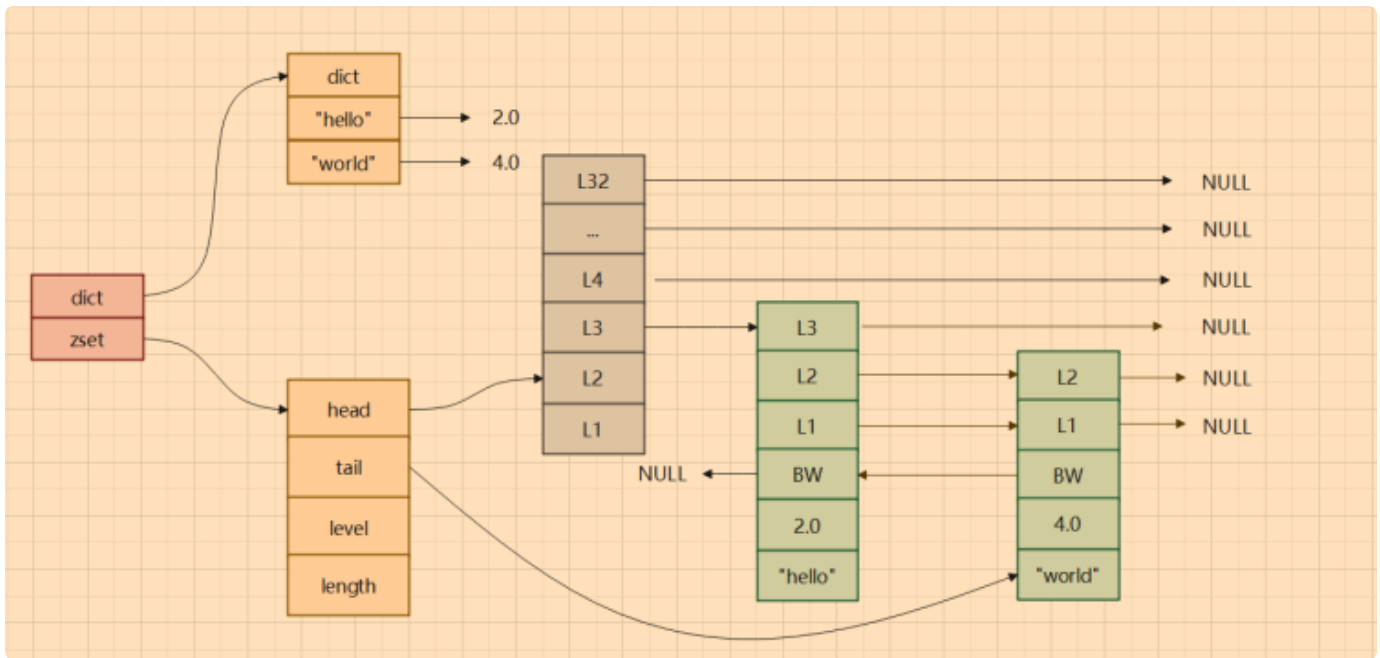 dict
"hello"
2.0
"world"
4.0
dict
zset
head
tail
level
length
L32
...
L4
L3
L2
L1
NULL
NULL
NULL
NULL
NULL
NULL
NULL
L3
L2
L1
BW
2.0
"hello"
L2
L1
BW
4.0
"world"